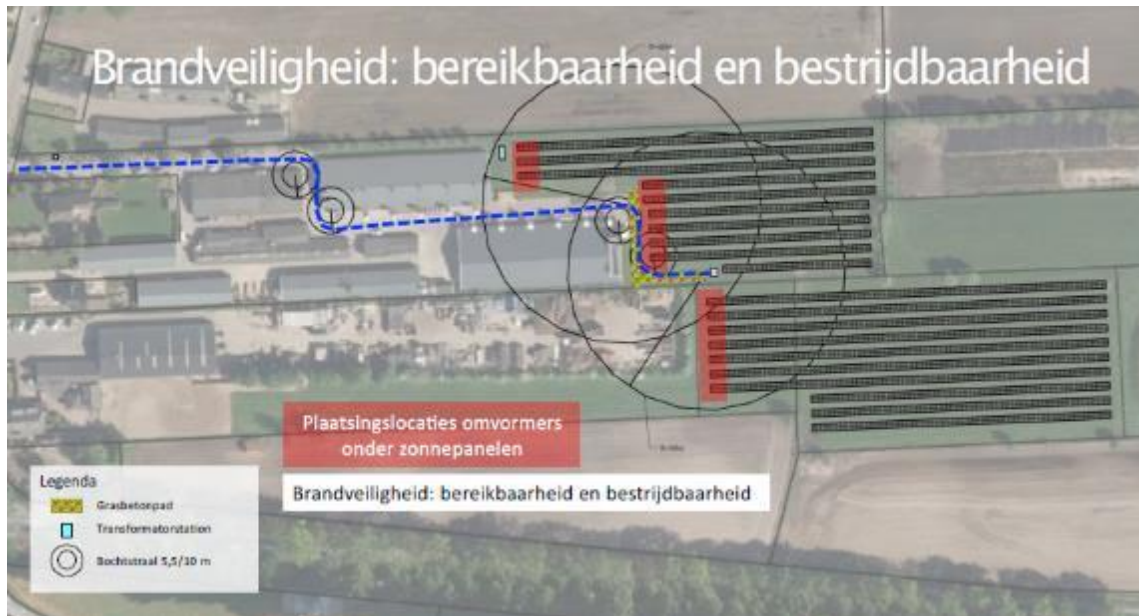 Brandveiligheid: bereikbaarheid en bestrijdbaarheid
Plaatsingslocaties omvormers
onder zonnepanelen
Brandveiligheid: bereikbaarheid en bestrijdbaarheid
Legenda
Grasbetonpad
Transformatorstation
Bochtstraal 5,5/10 m